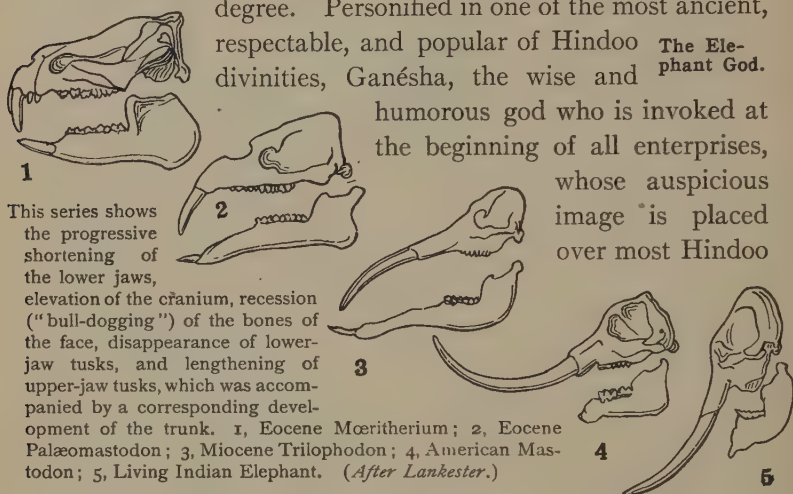 degree. Personified in one of the most ancient,
respectable, and popular of Hindoo
divinities, Ganésha, the wise and
The Ele-
phant God.
humorous god who is invoked at
the beginning of all enterprises,
whose auspicious
image is placed
over most Hindoo
1
2
3
4
5
This series shows
the progressive
shortening of
the lower jaws,
elevation of the cranium, recession
("bull-dogging") of the bones of
the face, disappearance of lower-
jaw tusks, and lengthening of
upper-jaw tusks, which was accom-
panied by a corresponding devel-
opment of the trunk. 1, Eocene Mœritherium; 2, Eocene
Palæomastodon; 3, Miocene Trilophodon; 4, American Mas-
todon; 5, Living Indian Elephant. (After Lankester.)